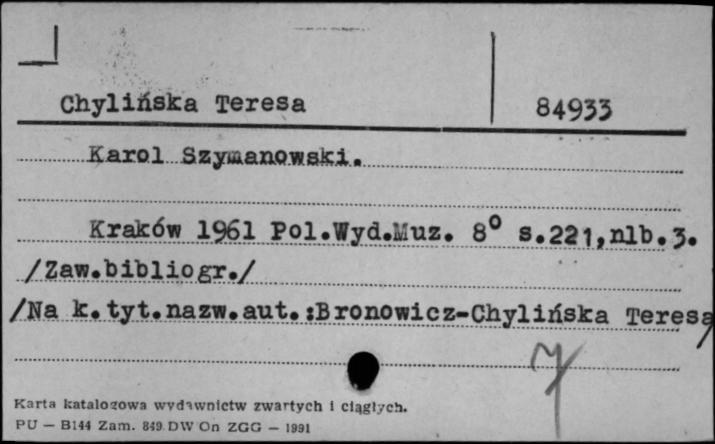 Chylińska Teresa 84933
Karol Szymanowski.
Kraków 1961 Pol.Wyd.Muz. 8° s.221,nlb.3.
/Zaw.bibliogr./
/Na k.tyt.nazw.aut.:Bronowicz-Chylińska Teresa/
Karta katalogowa wydawnictw zwartych i ciągłych.
PU — B144 Zam. 849 DW On ZGG — 1991